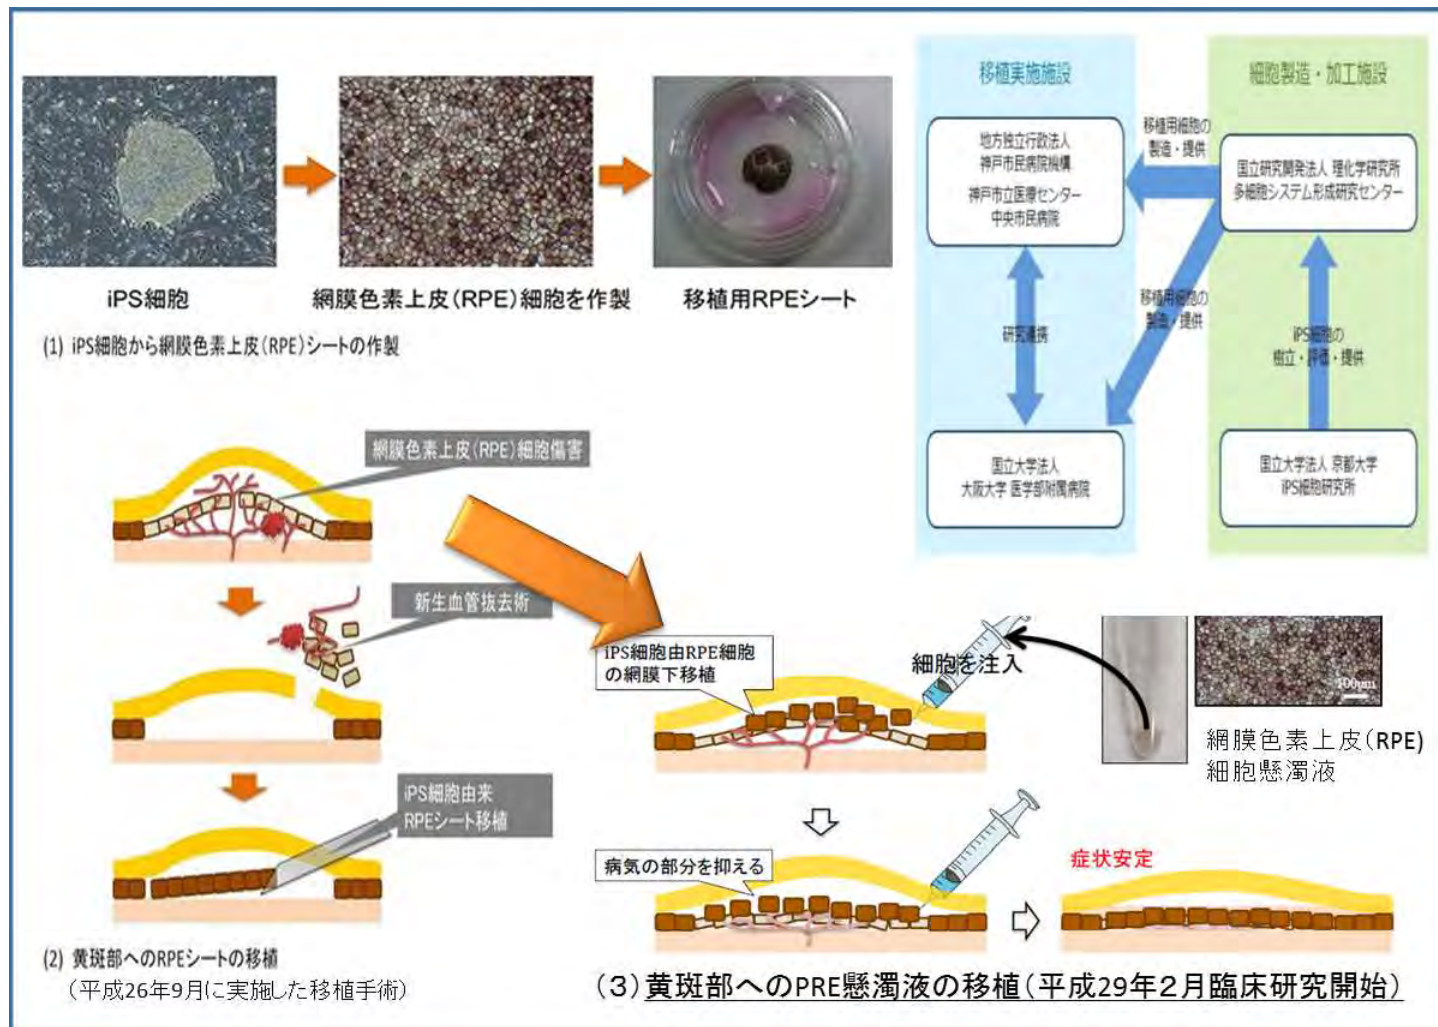 iPS細胞
網膜色素上皮(RPE)細胞を作製
移植用RPEシート
(1) iPS細胞から網膜色素上皮(RPE)シートの作製
移植実施施設
細胞製造・加工施設
地方独立行政法人
神戸市民病院機構
神戸市立医療センター
中央市民病院
移植用細胞の
製造・提供
国立研究開発法人 理化学研究所
多細胞システム形成研究センター
研究連携
移植用細胞の
製造・提供
iPS細胞の
樹立・評価・提供
国立大学法人
大阪大学 医学部附属病院
国立大学法人 京都大学
iPS細胞研究所
網膜色素上皮(RPE)細胞傷害
新生血管抜去術
iPS細胞由来
RPEシート移植
(2) 黄斑部へのRPEシートの移植
(平成26年9月に実施した移植手術)
iPS細胞由RPE細胞
の網膜下移植
細胞を注入
100μm
網膜色素上皮(RPE)
細胞懸濁液
病気の部分を抑える
症状安定
(3)黄斑部へのPRE懸濁液の移植(平成29年2月臨床研究開始)